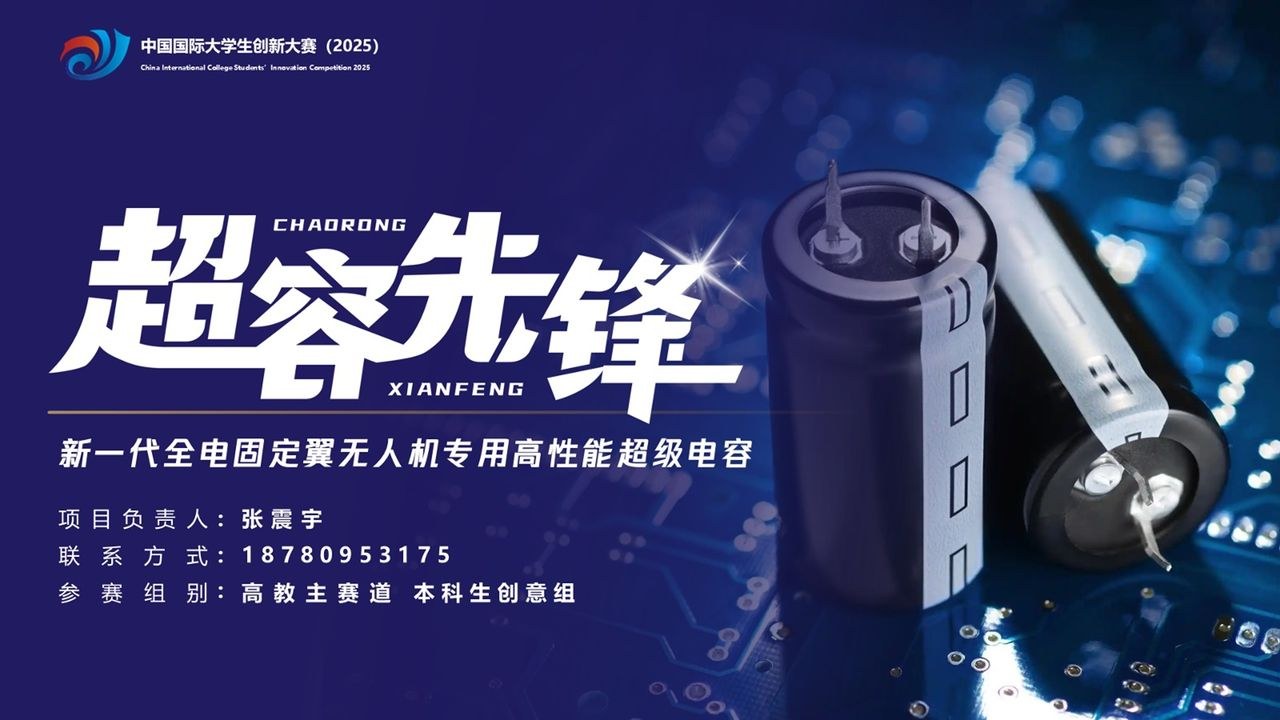 中国国际大学生创新大赛（2025）
China International College Students' Innovation Competition 2025
CHAORONG
超容先锋
XIANFENG
新一代全电固定翼无人机专用高性能超级电容
项目负责人：张震宇
联系方式：18780953175
参赛组别：高教主赛道 本科生创意组